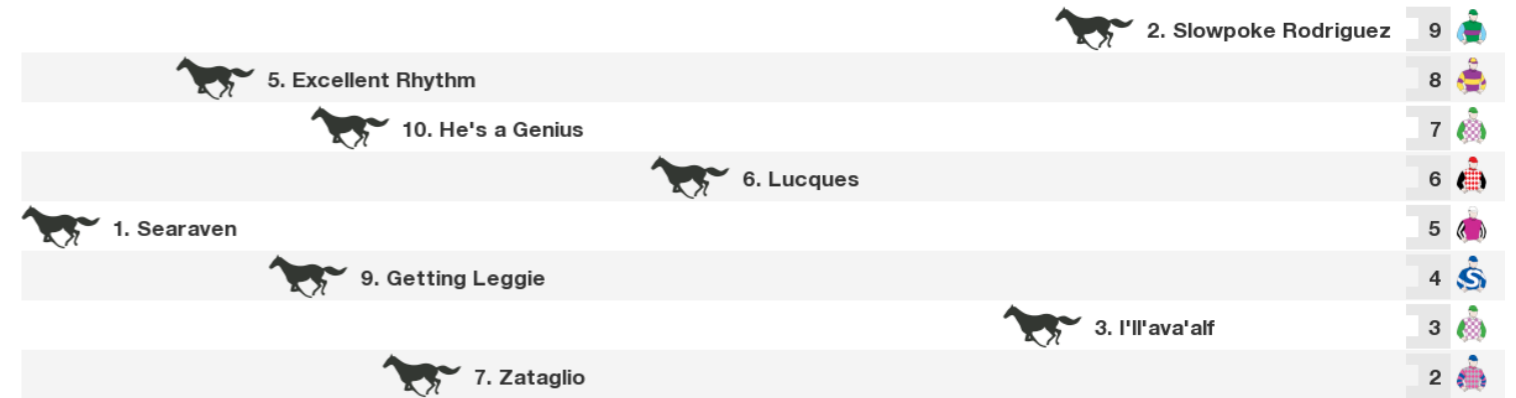 2. Slowpoke Rodriguez 9
5. Excellent Rhythm 8
10. He's a Genius 7
6. Lucques 6
1. Searaven 5
9. Getting Leggie 4
3. I'll'ava'alf 3
7. Zataglio 2